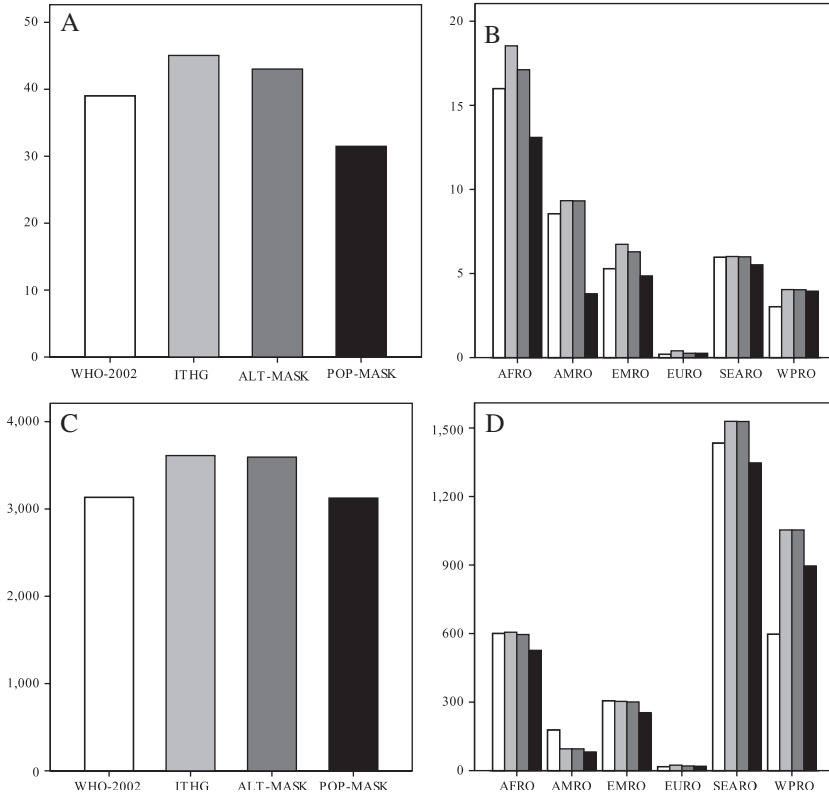 A
50
40
30
20
10
0
WHO-2002 ITHG ALT-MASK POP-MASK
B
20
15
10
5
0
AFRO AMRO EMRO EURO SEARO WPRO
C
4,000
3,000
2,000
1,000
0
WHO-2002 ITHG ALT-MASK POP-MASK
D
1,500
1,200
900
600
300
0
AFRO AMRO EMRO EURO SEARO WPRO